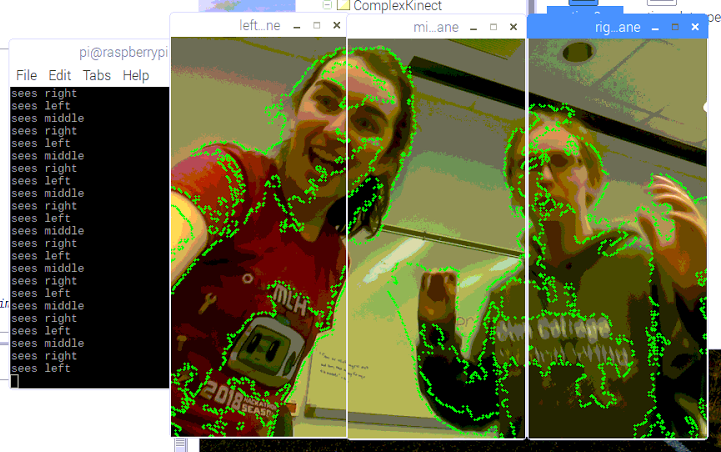 ComplexKinect
pi@raspberrypi
File Edit Tabs Help
sees right
sees left
sees middle
sees right
sees left
sees middle
sees right
sees left
sees middle
sees right
sees left
sees middle
sees right
sees left
sees middle
sees right
sees left
sees middle
sees right
sees left
sees middle
sees right
sees left
left...ne
mi...ane
rig...ane
MLH
2018
SEASON